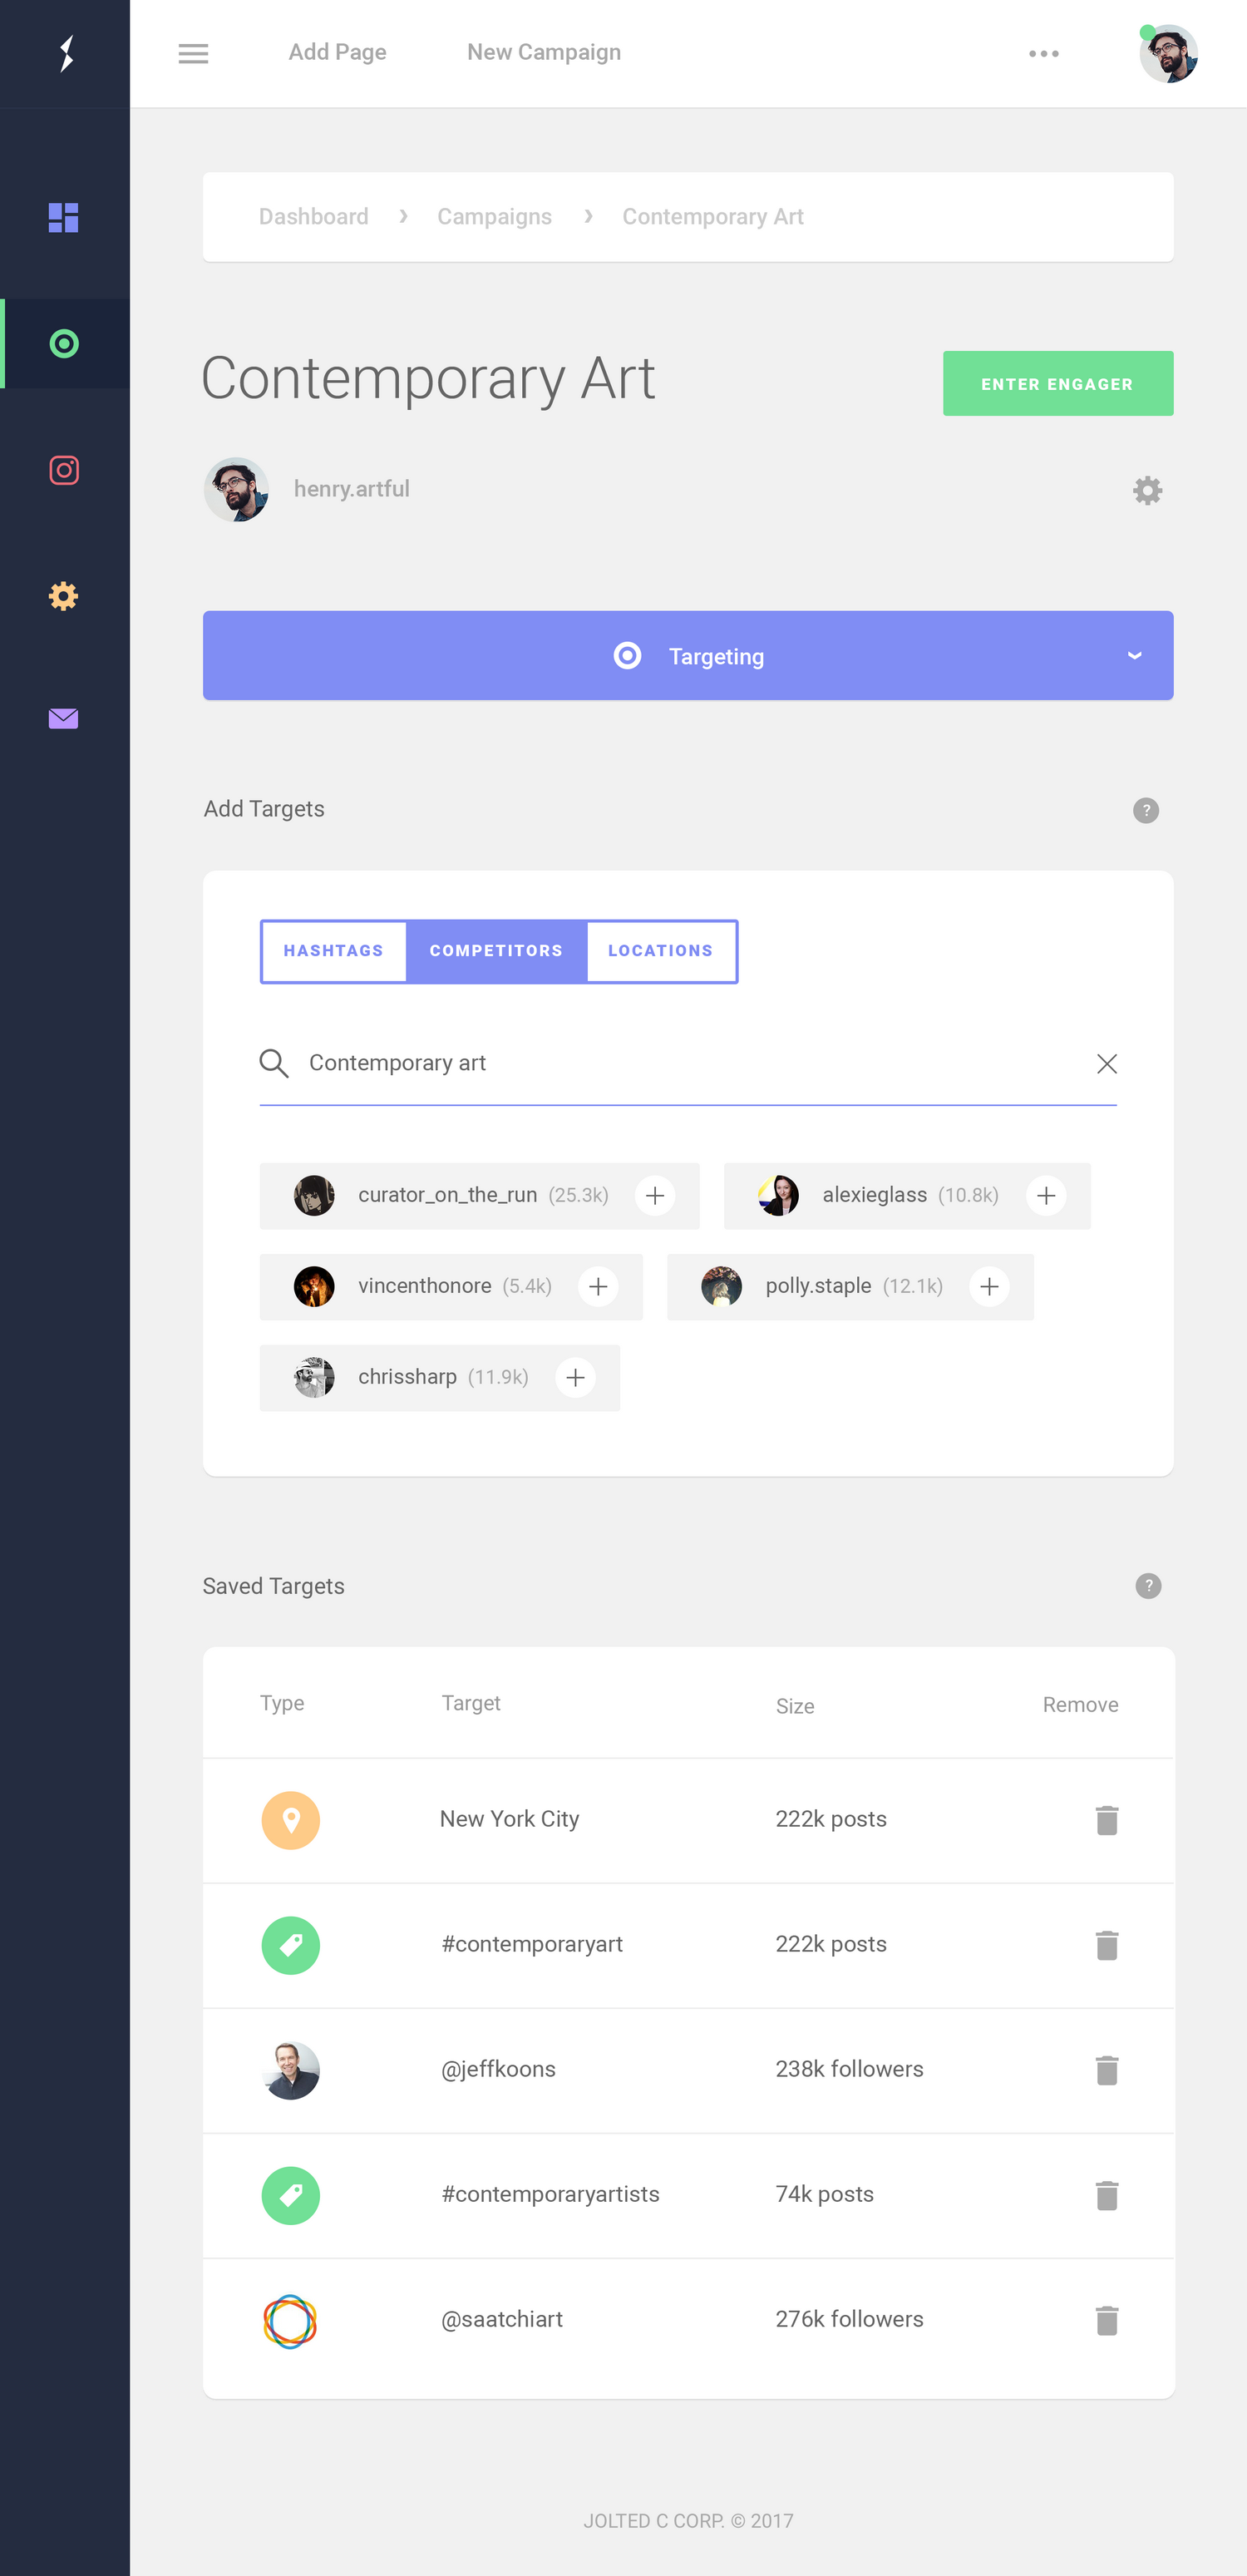 Add Page New Campaign
Dashboard › Campaigns › Contemporary Art
Contemporary Art
ENTER ENGAGER
henry.artful
Targeting
Add Targets ?
HASHTAGS COMPETITORS LOCATIONS
Contemporary art
curator_on_the_run (25.3k) + alexieglass (10.8k) +
vincenthonore (5.4k) + polly.staple (12.1k) +
chrissharp (11.9k) +
Saved Targets ?
Type Target Size Remove
New York City 222k posts
#contemporaryart 222k posts
@jeffkoons 238k followers
#contemporaryartists 74k posts
@saatchiart 276k followers
JOLTED C CORP. © 2017